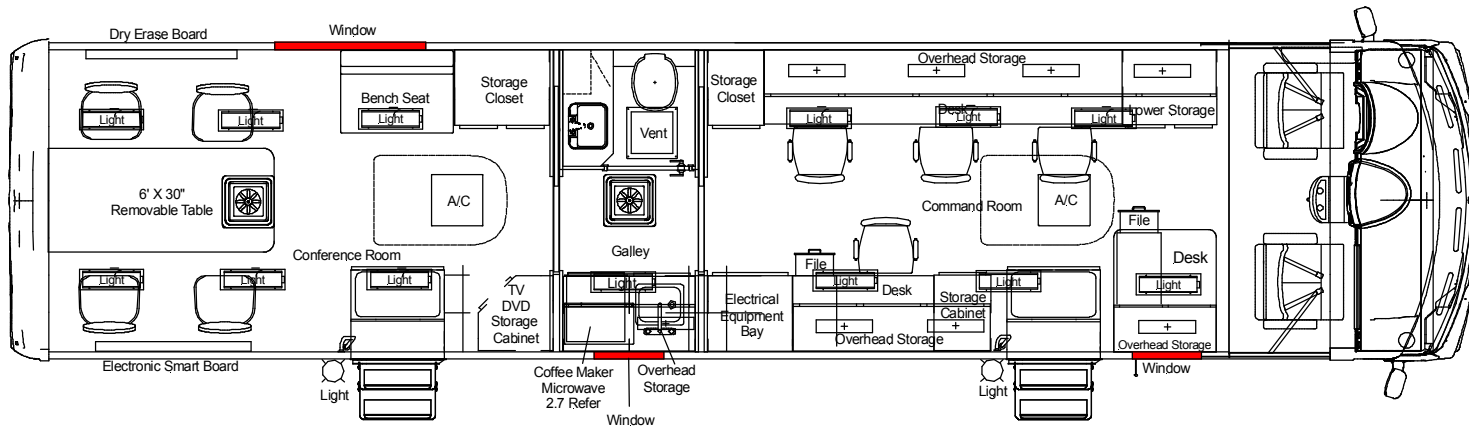 Dry Erase Board
Window
Overhead Storage
Storage
Closet
Storage
Closet
Bench Seat
Desk
Lower Storage
Light
Light
Light
Light
Light
Light
Vent
6' X 30"
Removable Table
A/C
Command Room
A/C
File
Galley
Conference Room
File
Desk
Light
Light
Light
Light
Light
Light
Light
Desk
TV
DVD
Storage
Cabinet
Electrical
Equipment
Bay
Storage
Cabinet
Overhead Storage
Overhead Storage
Electronic Smart Board
Light
Coffee Maker
Microwave
2.7 Refer
Overhead
Storage
Window
Light
Window